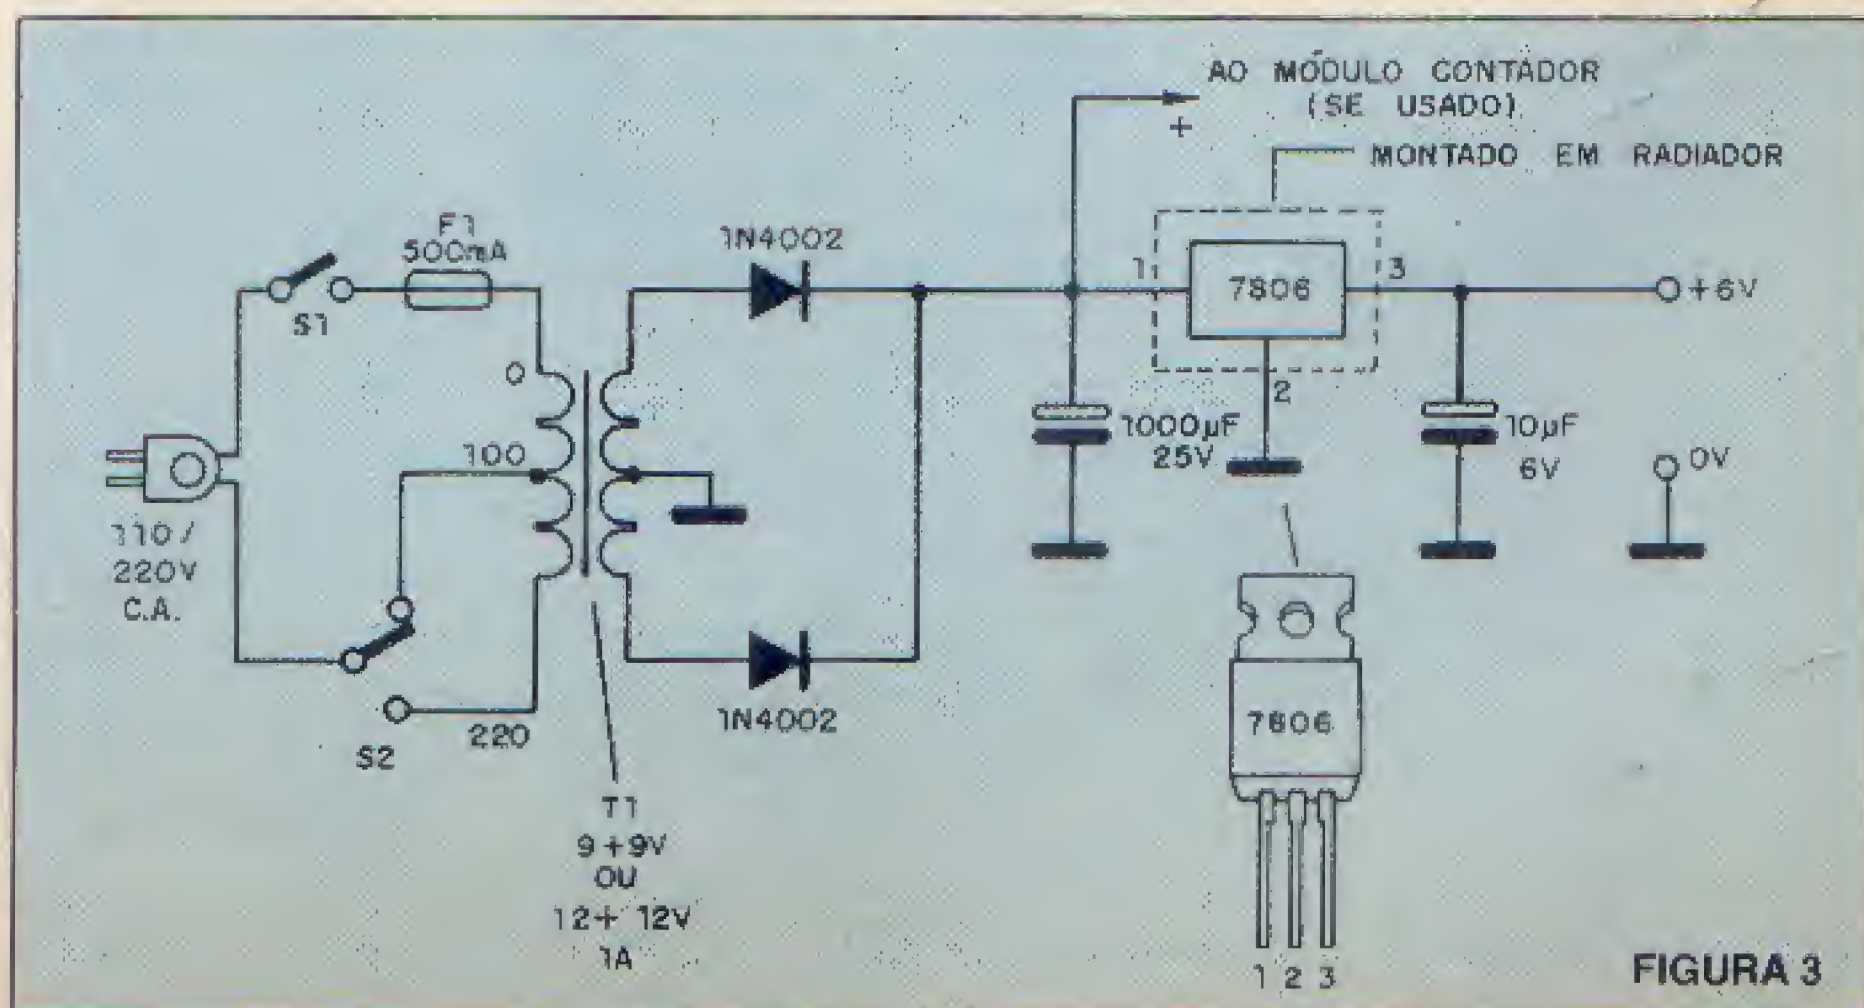 AO MÓDULO CONTADOR
(SE USADO)
+
MONTADO EM RADIADOR
F1
500mA
S1
1N4002
1
7806
3
+6V
2
0
100
110/
220V
C.A.
1000µF
25V
10µF
6V
0V
220
S2
1N4002
T1
9+9V
OU
12+12V
1A
7806
1 2 3
FIGURA 3